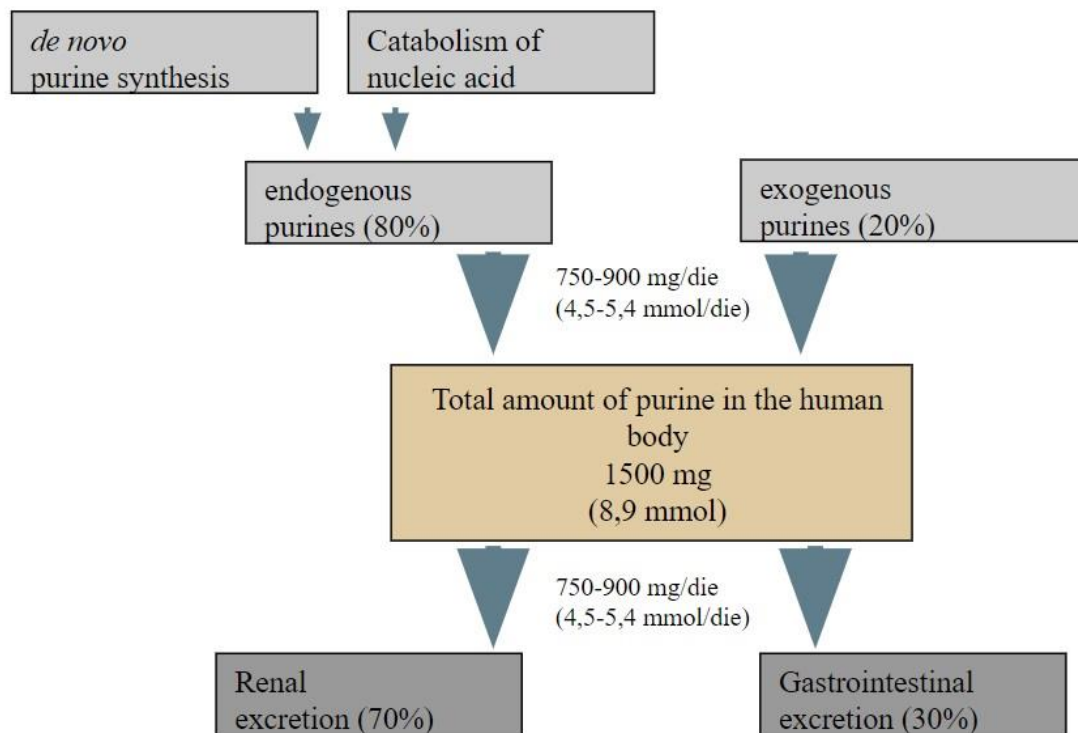 de novo
purine synthesis
Catabolism of
nucleic acid
endogenous
purines (80%)
exogenous
purines (20%)
750-900 mg/die
(4,5-5,4 mmol/die)
Total amount of purine in the human
body
1500 mg
(8,9 mmol)
750-900 mg/die
(4,5-5,4 mmol/die)
Renal
excretion (70%)
Gastrointestinal
excretion (30%)